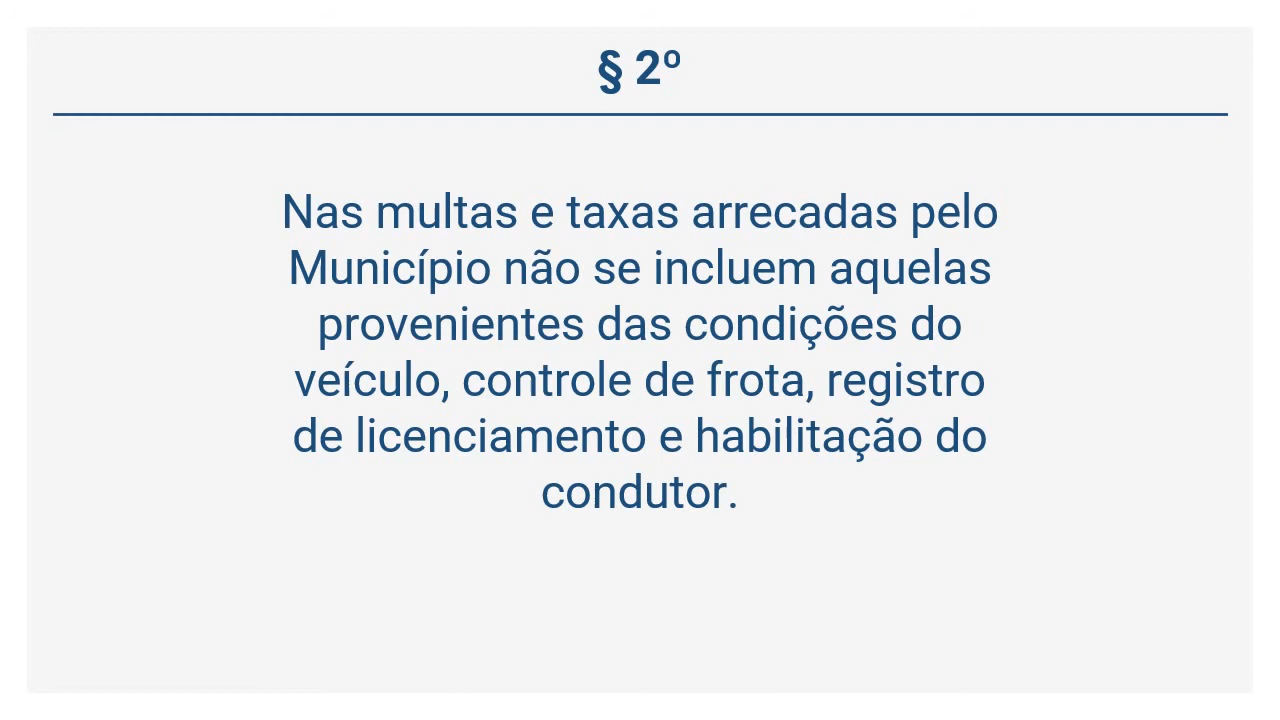 § 2º
Nas multas e taxas arrecadas pelo
Município não se incluem aquelas
provenientes das condições do
veículo, controle de frota, registro
de licenciamento e habilitação do
condutor.